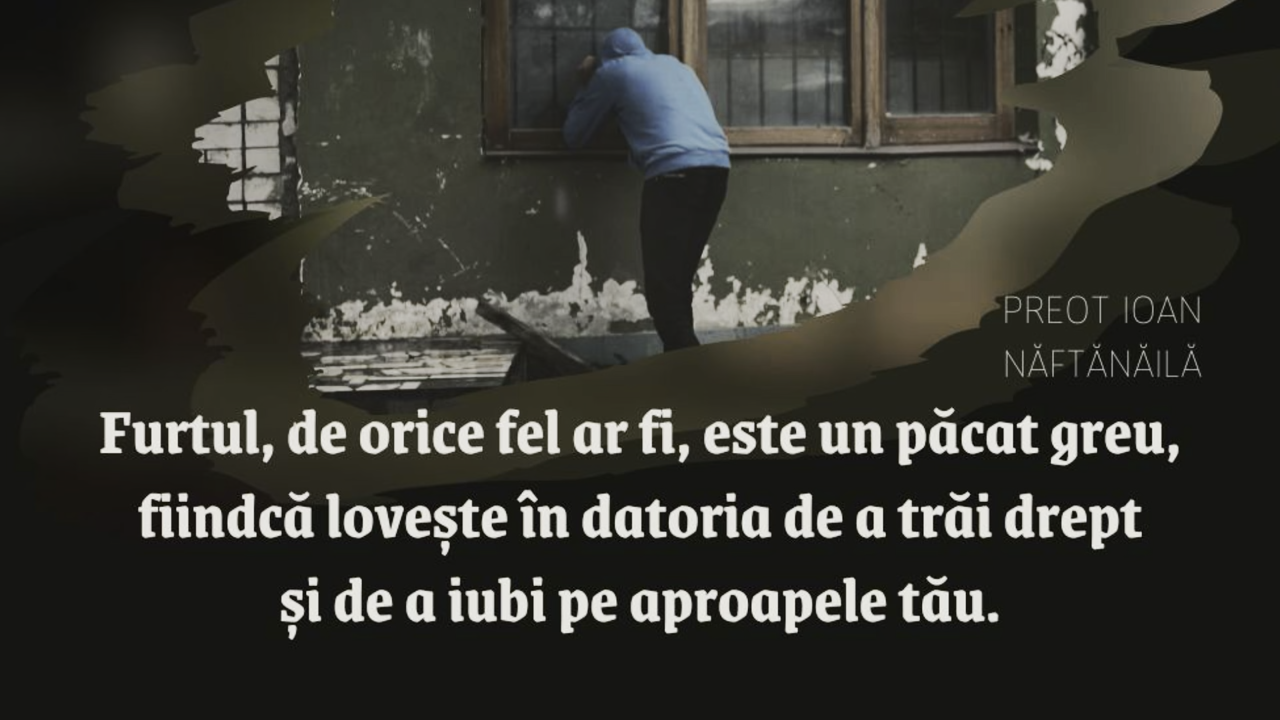 PREOT IOAN
NĂFTĂNĂILĂ
Furtul, de orice fel ar fi, este un păcat greu,
fiindcă lovește în datoria de a trăi drept
și de a iubi pe aproapele tău.